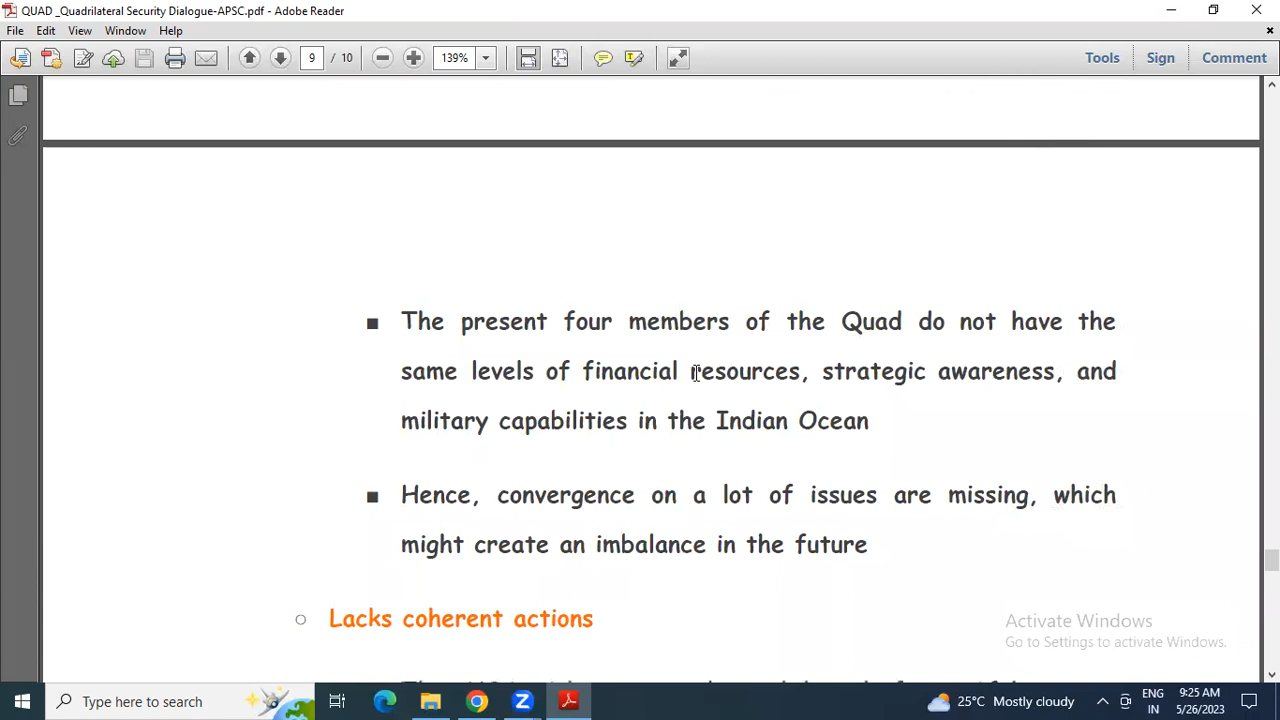 QUAD _Quadrilateral Security Dialogue-APSC.pdf - Adobe Reader
File Edit View Window Help
9 / 10 139% Tools Sign Comment
The present four members of the Quad do not have the
same levels of financial resources, strategic awareness, and
military capabilities in the Indian Ocean
Hence, convergence on a lot of issues are missing, which
might create an imbalance in the future
Lacks coherent actions
Activate Windows
Go to Settings to activate Windows.
Type here to search
25°C Mostly cloudy
ENG
IN
9:25 AM
5/26/2023